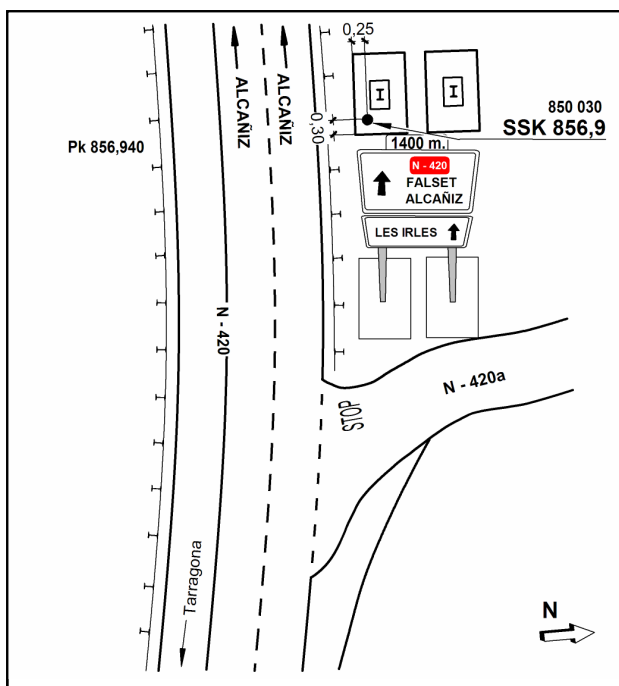 0,25
ALCAÑIZ
ALCAÑIZ
I
I
0,30
850 030
SSK 856,9
Pk 856,940
1400 m.
N - 420
FALSET
ALCAÑIZ
LES IRLES
N - 420
N - 420a
STOP
Tarragona
N